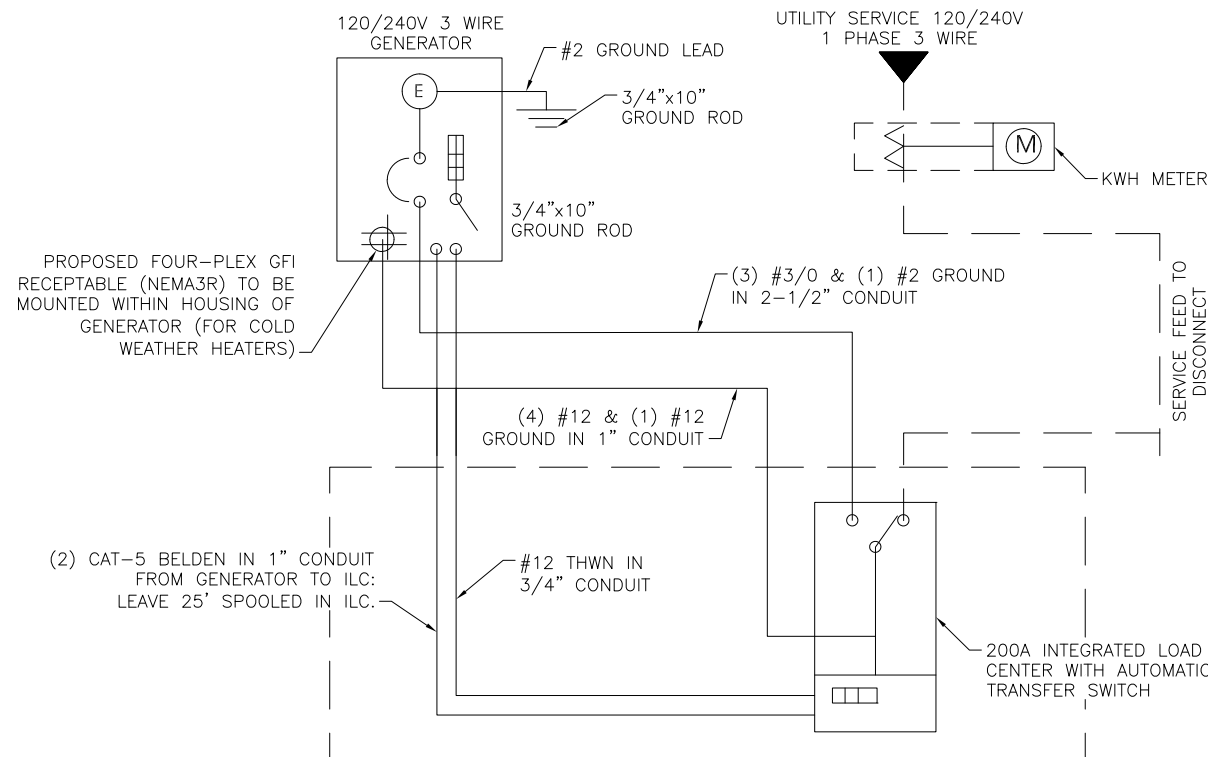 120/240V 3 WIRE
GENERATOR
UTILITY SERVICE 120/240V
1 PHASE 3 WIRE
#2 GROUND LEAD
E
3/4"x10"
GROUND ROD
M
KWH METER
3/4"x10"
GROUND ROD
PROPOSED FOUR-PLEX GFI
RECEPTABLE (NEMA3R) TO BE
MOUNTED WITHIN HOUSING OF
GENERATOR (FOR COLD
WEATHER HEATERS)
(3) #3/0 & (1) #2 GROUND
IN 2-1/2" CONDUIT
SERVICE FEED TO
DISCONNECT
(4) #12 & (1) #12
GROUND IN 1" CONDUIT
(2) CAT-5 BELDEN IN 1" CONDUIT
FROM GENERATOR TO ILC:
LEAVE 25' SPOOLED IN ILC.
#12 THWN IN
3/4" CONDUIT
200A INTEGRATED LOAD
CENTER WITH AUTOMATIC
TRANSFER SWITCH